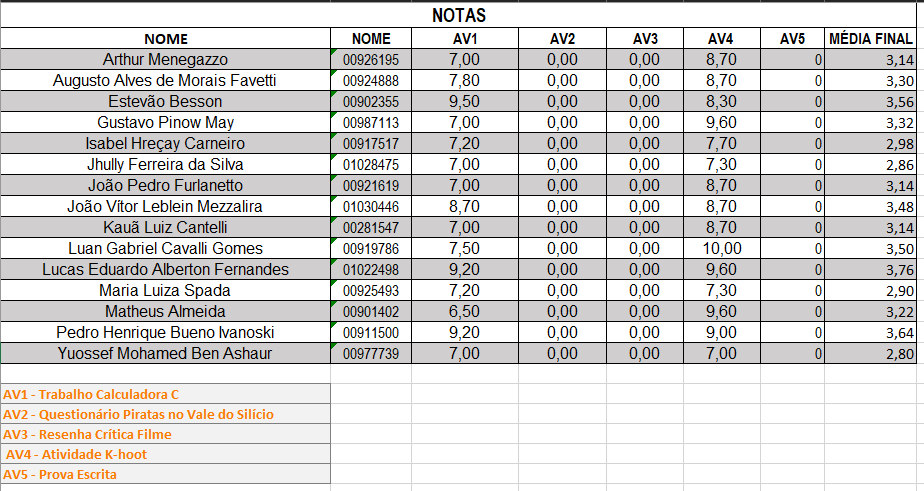 NOTAS
NOME NOME AV1 AV2 AV3 AV4 AV5 MÉDIA FINAL
Arthur Menegazzo 00926195 7,00 0,00 0,00 8,70 0 3,14
Augusto Alves de Morais Favetti 00924888 7,80 0,00 0,00 8,70 0 3,30
Estevão Besson 00902355 9,50 0,00 0,00 8,30 0 3,56
Gustavo Pinow May 00987113 7,00 0,00 0,00 9,60 0 3,32
Isabel Hreçay Carneiro 00917517 7,20 0,00 0,00 7,70 0 2,98
Jhully Ferreira da Silva 01028475 7,00 0,00 0,00 7,30 0 2,86
João Pedro Furlanetto 00921619 7,00 0,00 0,00 8,70 0 3,14
João Vítor Leblein Mezzalira 01030446 8,70 0,00 0,00 8,70 0 3,48
Kauã Luiz Cantelli 00281547 7,00 0,00 0,00 8,70 0 3,14
Luan Gabriel Cavalli Gomes 00919786 7,50 0,00 0,00 10,00 0 3,50
Lucas Eduardo Alberton Fernandes 01022498 9,20 0,00 0,00 9,60 0 3,76
Maria Luiza Spada 00925493 7,20 0,00 0,00 7,30 0 2,90
Matheus Almeida 00901402 6,50 0,00 0,00 9,60 0 3,22
Pedro Henrique Bueno Ivanoski 00911500 9,20 0,00 0,00 9,00 0 3,64
Yuossef Mohamed Ben Ashaur 00977739 7,00 0,00 0,00 7,00 0 2,80
AV1 - Trabalho Calculadora C
AV2 - Questionário Piratas no Vale do Silício
AV3 - Resenha Crítica Filme
AV4 - Atividade K-hoot
AV5 - Prova Escrita